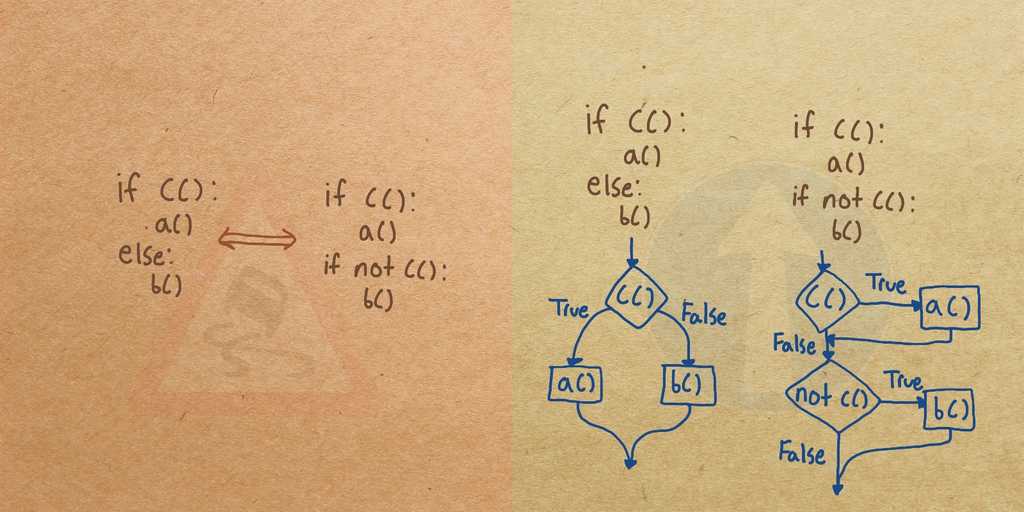 if C():
a()
else:
b()
if C():
a()
if not C():
b()
if C():
a()
else:
b()
C()
True
False
a()
b()
if C():
a()
if not C():
b()
C()
True
a()
False
not C()
True
b()
False